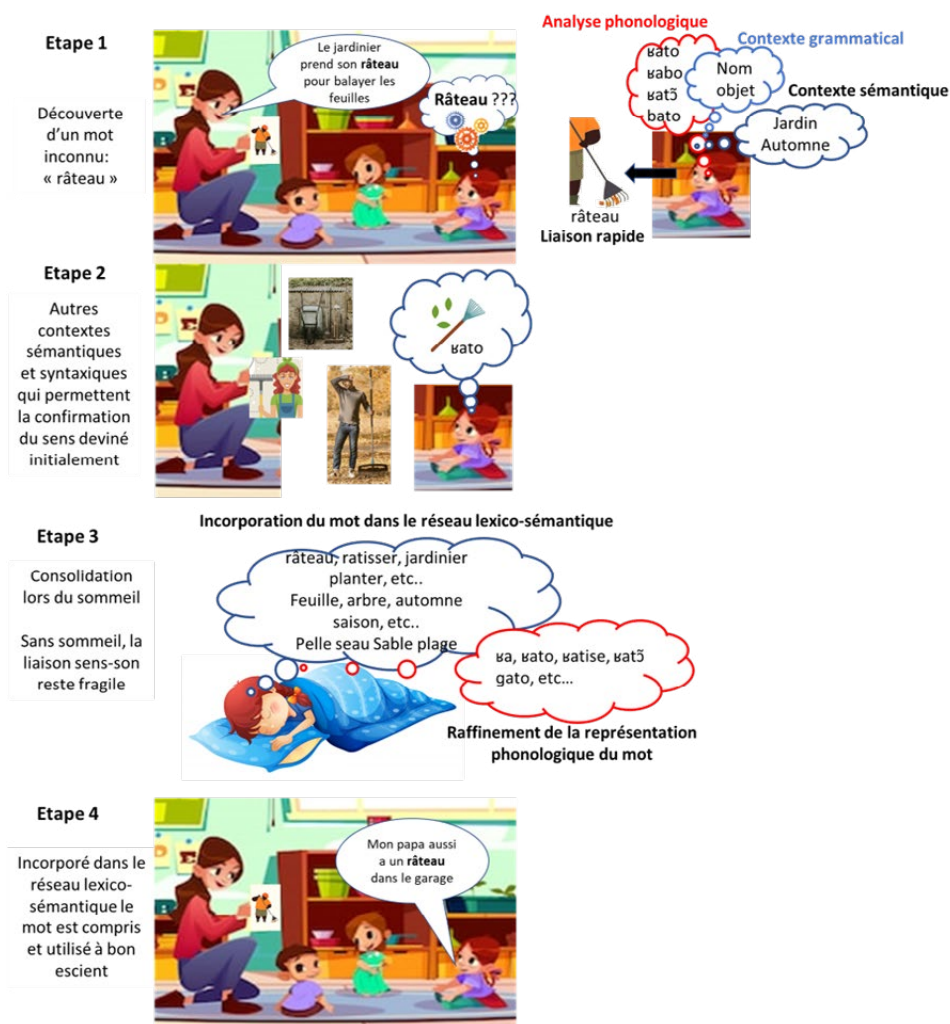 Etape 1
Découverte
d'un mot
inconnu:
« râteau »
Le jardinier
prend son râteau
pour balayer les
feuilles
Râteau ???
Analyse phonologique
ʁato
ʁabo
ʁatɔ̃
bato
Contexte grammatical
Nom
objet
Contexte sémantique
Jardin
Automne
râteau
Liaison rapide
Etape 2
Autres
contextes
sémantiques
et syntaxiques
qui permettent
la confirmation
du sens deviné
initialement
ʁato
Etape 3
Consolidation
lors du sommeil
Sans sommeil, la
liaison sens-son
reste fragile
Incorporation du mot dans le réseau lexico-sémantique
râteau, ratisser, jardinier
planter, etc..
Feuille, arbre, automne
saison, etc..
Pelle seau Sable plage
ʁa, ʁato, ʁatise, ʁatɔ̃
gato, etc...
Raffinement de la représentation
phonologique du mot
Etape 4
Incorporé dans le
réseau lexico-
sémantique le
mot est compris
et utilisé à bon
escient
Mon papa aussi
a un râteau
dans le garage